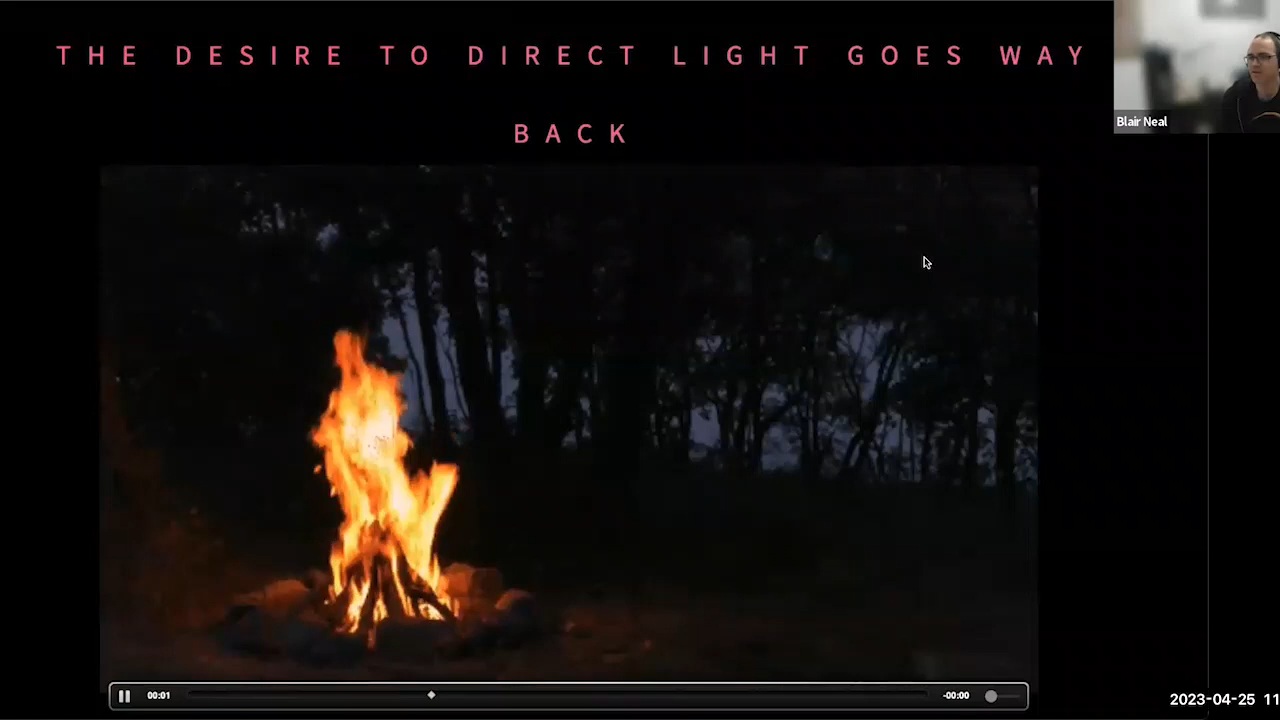 THE DESIRE TO DIRECT LIGHT GOES WAY
BACK
Blair Neal
00:01
-00:00
2023-04-25 11